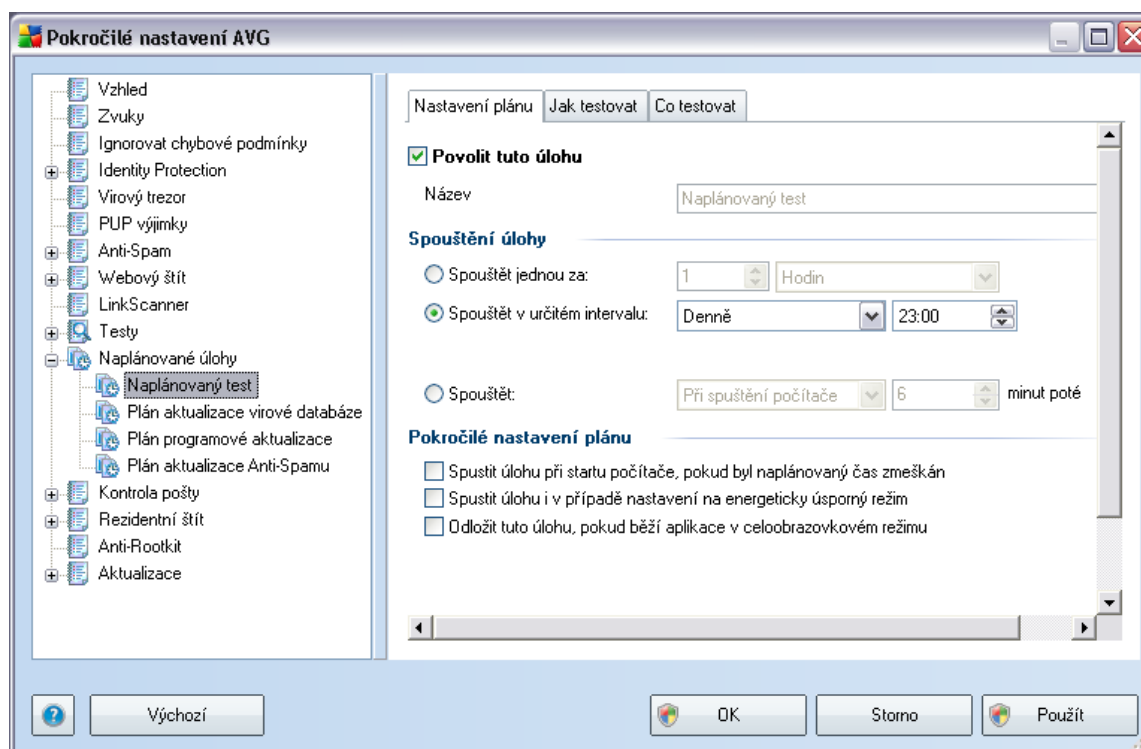 Pokročilé nastavení AVG
Vzhled
Zvuky
Ignorovat chybové podmínky
Identity Protection
Virový trezor
PUP výjimky
Anti-Spam
Webový štít
LinkScanner
Testy
Naplánované úlohy
Naplánovaný test
Plán aktualizace virové databáze
Plán programové aktualizace
Plán aktualizace Anti-Spamu
Kontrola pošty
Rezidentní štít
Anti-Rootkit
Aktualizace
Nastavení plánu Jak testovat Co testovat
Povolit tuto úlohu
Název Naplánovaný test
Spouštění úlohy
Spouštět jednou za: 1 Hodin
Spouštět v určitém intervalu: Denně 23:00
Spouštět: Při spuštění počítače 6 minut poté
Pokročilé nastavení plánu
Spustit úlohu při startu počítače, pokud byl naplánovaný čas zmeškán
Spustit úlohu i v případě nastavení na energeticky úsporný režim
Odložit tuto úlohu, pokud běží aplikace v celoobrazovkovém režimu
Výchozí OK Storno Použít